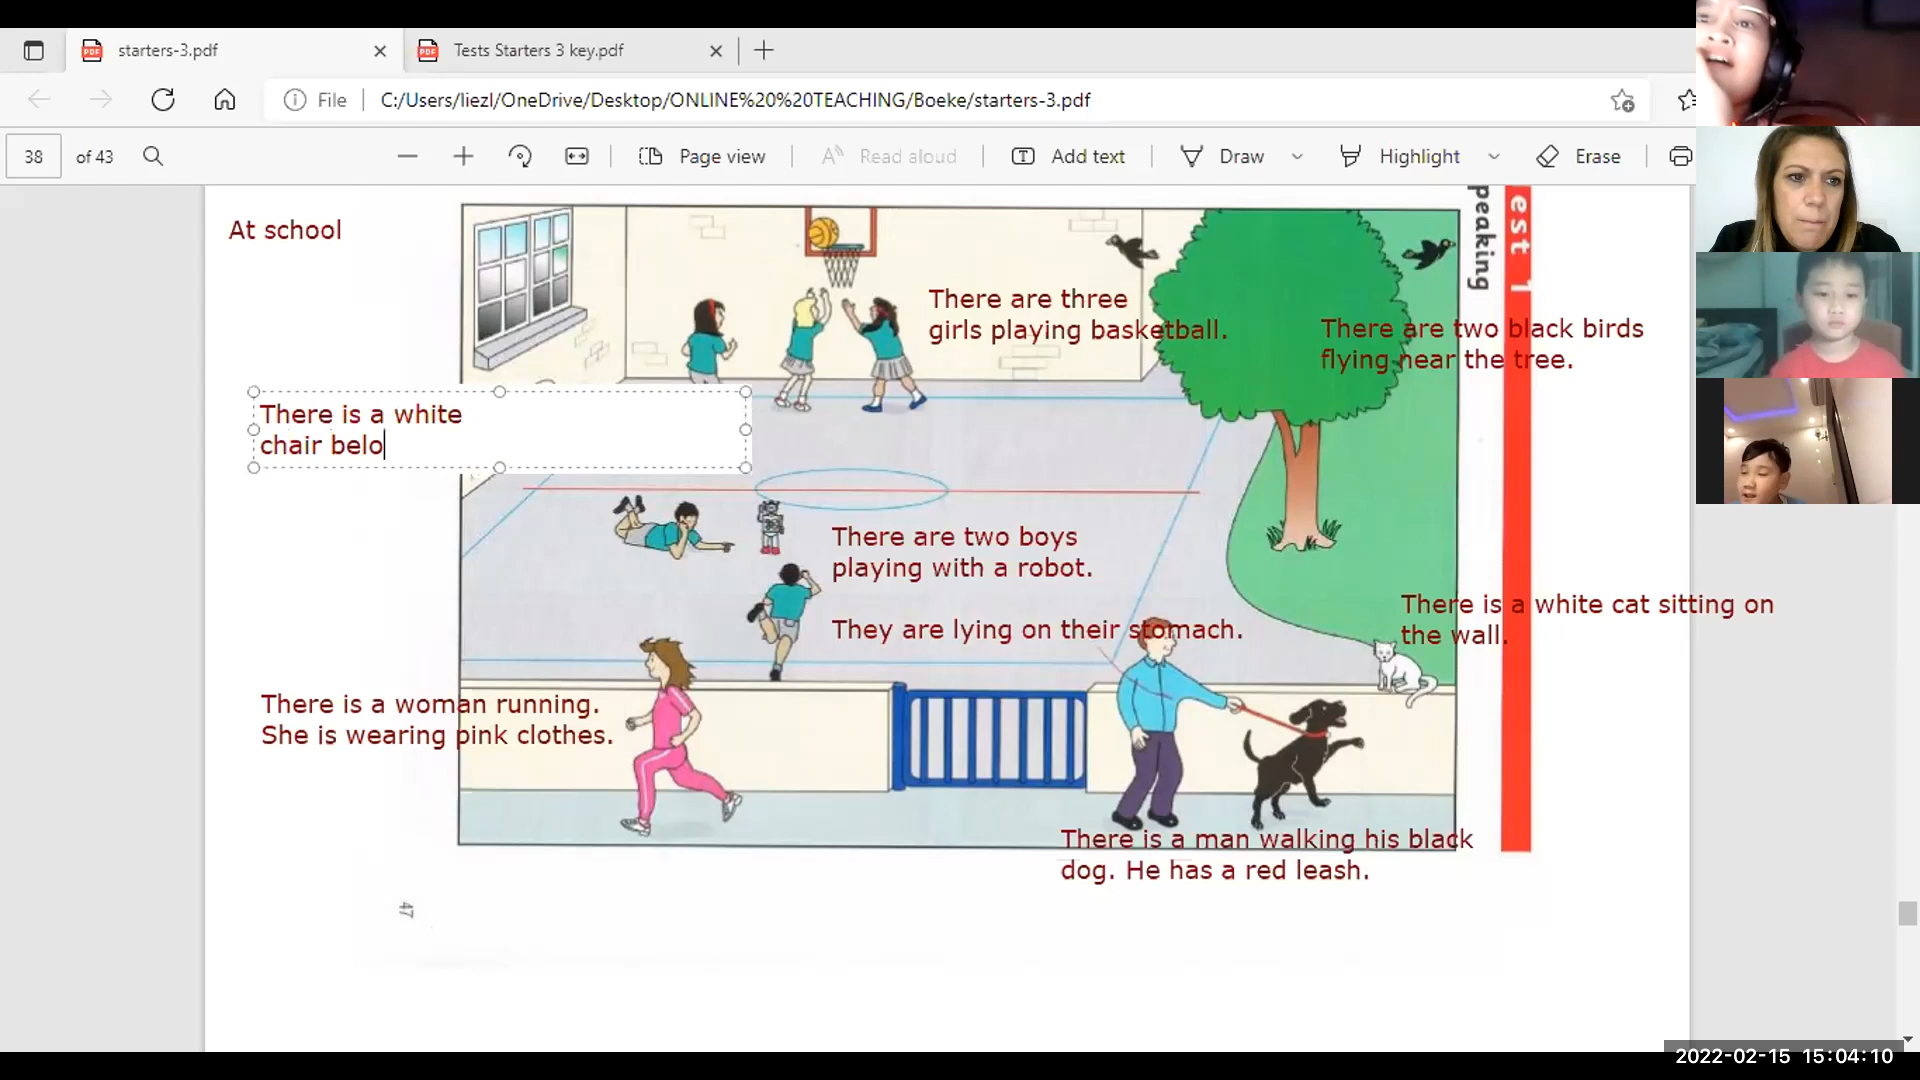 starters-3.pdf
Tests Starters 3 key.pdf
File
C:/Users/liezl/OneDrive/Desktop/ONLINE%20%20TEACHING/Boeke/starters-3.pdf
38
of 43
Page view
Read aloud
Add text
Draw
Highlight
Erase
At school
est 1
peaking
There are three
girls playing basketball.
There are two black birds
flying near the tree.
There is a white
chair belo
There are two boys
playing with a robot.
They are lying on their stomach.
There is a white cat sitting on
the wall.
There is a woman running.
She is wearing pink clothes.
There is a man walking his black
dog. He has a red leash.
47
2022-02-15 15:04:10